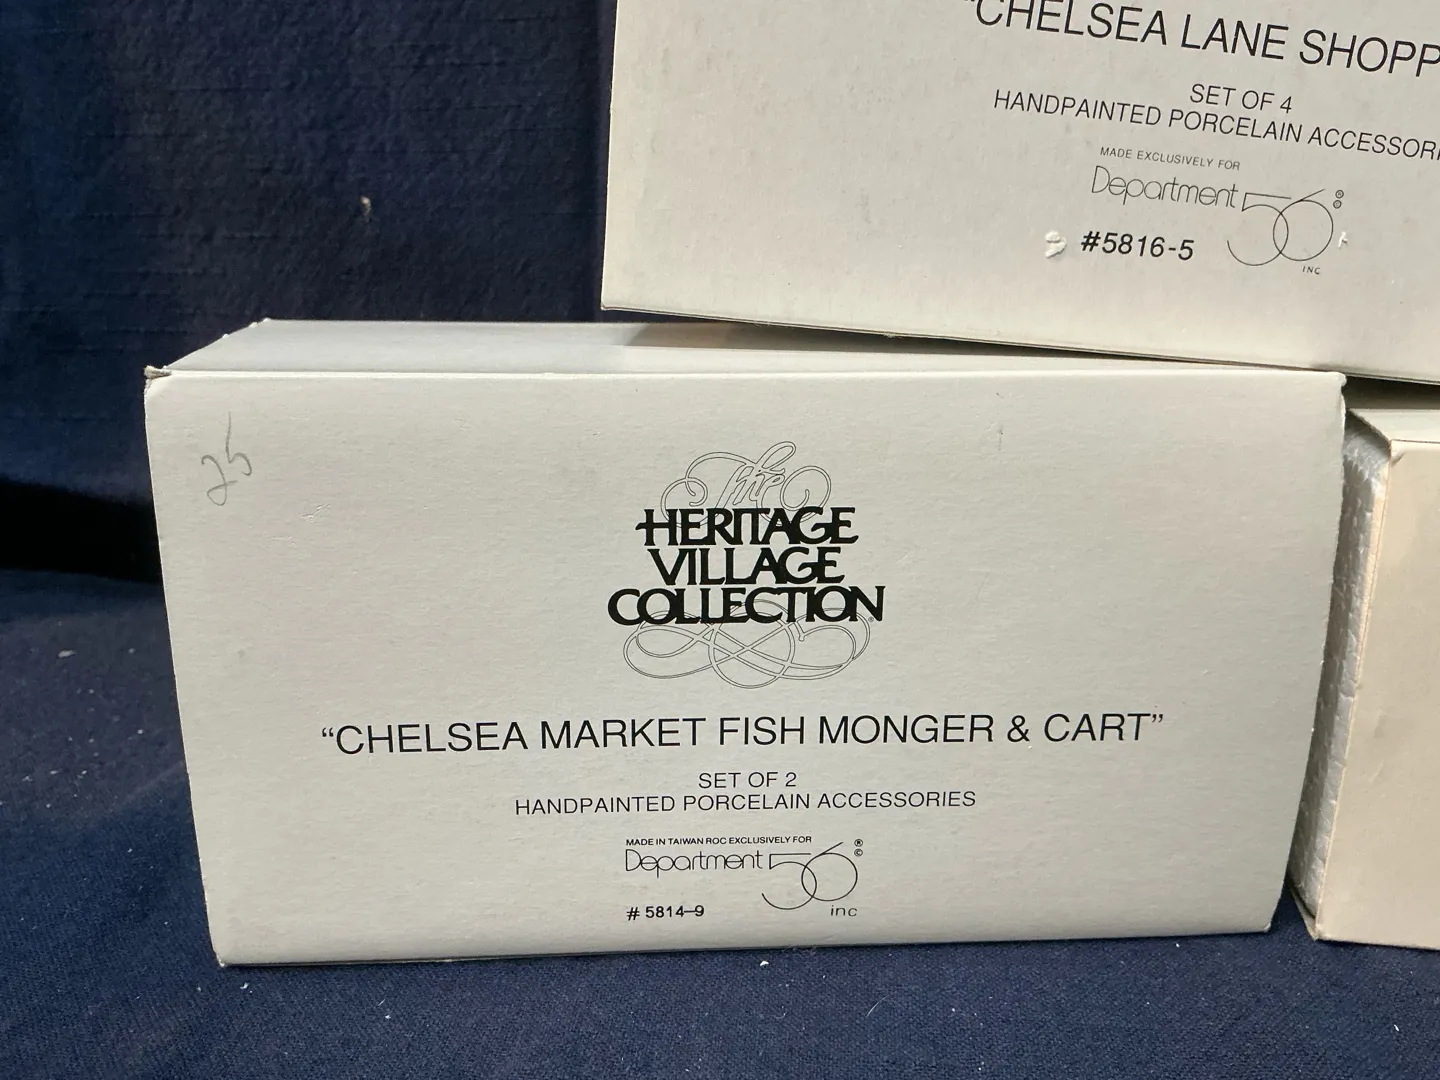 "CHELSEA LANE SHOPP
SET OF 4
HANDPAINTED PORCELAIN ACCESSORI
MADE EXCLUSIVELY FOR
Department 56 ® ©
#5816-5
INC
25
The
HERITAGE
VILLAGE
COLLECTION®
“CHELSEA MARKET FISH MONGER & CART”
SET OF 2
HANDPAINTED PORCELAIN ACCESSORIES
MADE IN TAIWAN ROC EXCLUSIVELY FOR
Department 56 ® ©
# 5814-9
inc